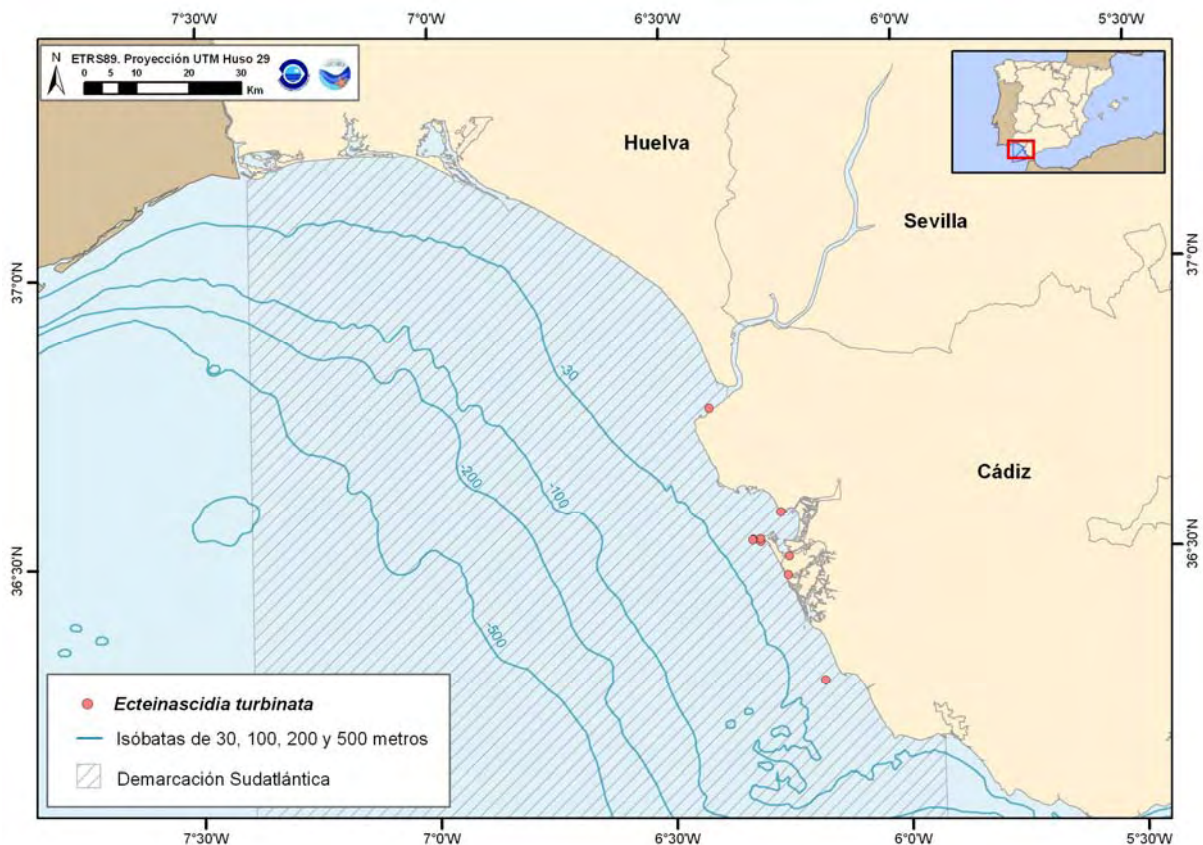 7°30'W 7°0'W 6°30'W 6°0'W 5°30'W
N ETRS89. Proyección UTM Huso 29
0 5 10 20 30
Km
Huelva
Sevilla
37°0'N
37°0'N
-30
Cádiz
-200
-100
36°30'N
36°30'N
-500
Ecteinascidia turbinata
Isóbatas de 30, 100, 200 y 500 metros
Demarcación Sudatlántica
7°30'W 7°0'W 6°30'W 6°0'W 5°30'W